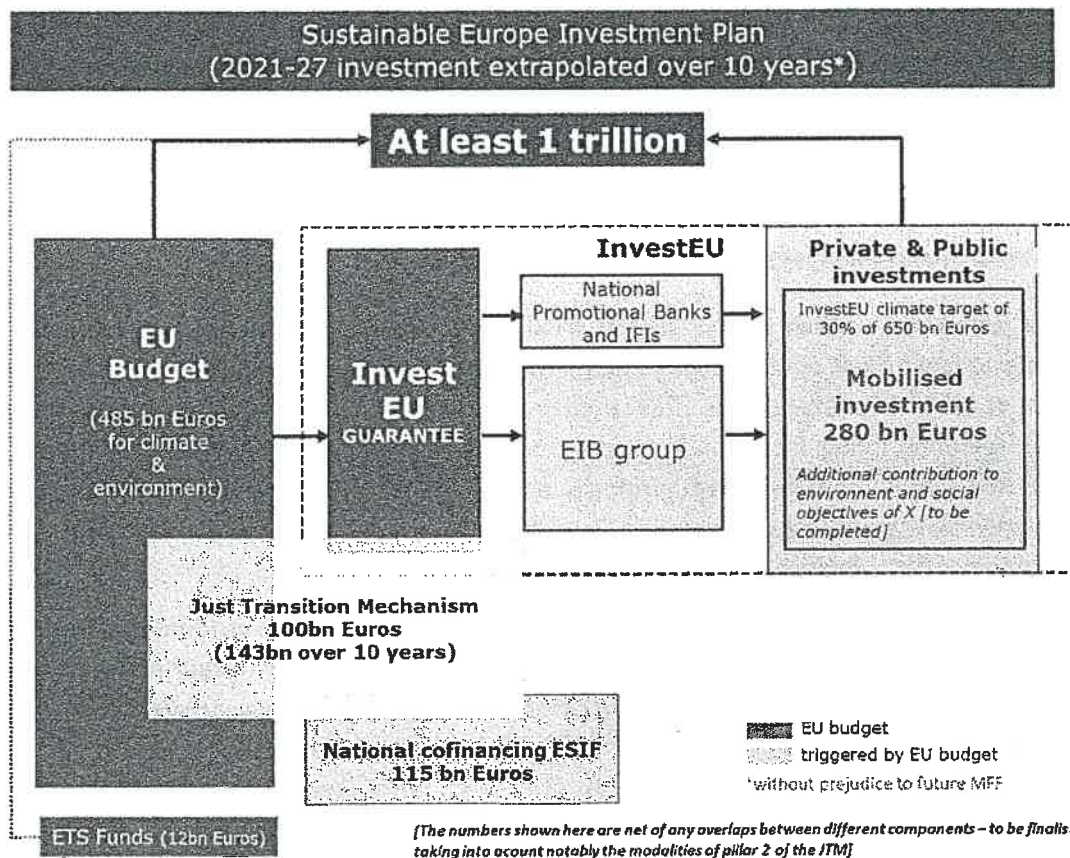 Sustainable Europe Investment Plan
(2021-27 investment extrapolated over 10 years*)
At least 1 trillion
EU
Budget
(485 bn Euros
for climate
&
environment)
InvestEU
Invest
EU
GUARANTEE
National
Promotional Banks
and IFIs
EIB group
Private & Public
investments
InvestEU climate target of
30% of 650 bn Euros
Mobilised
investment
280 bn Euros
Additional contribution to
environment and social
objectives of X [to be
completed]
Just Transition Mechanism
100bn Euros
(143bn over 10 years)
National cofinancing ESIF
115 bn Euros
EU budget
triggered by EU budget
*without prejudice to future MFF
ETS Funds (12bn Euros)
[The numbers shown here are net of any overlaps between different components – to be finalis
taking into acount notably the modalities of pillar 2 of the JTM]